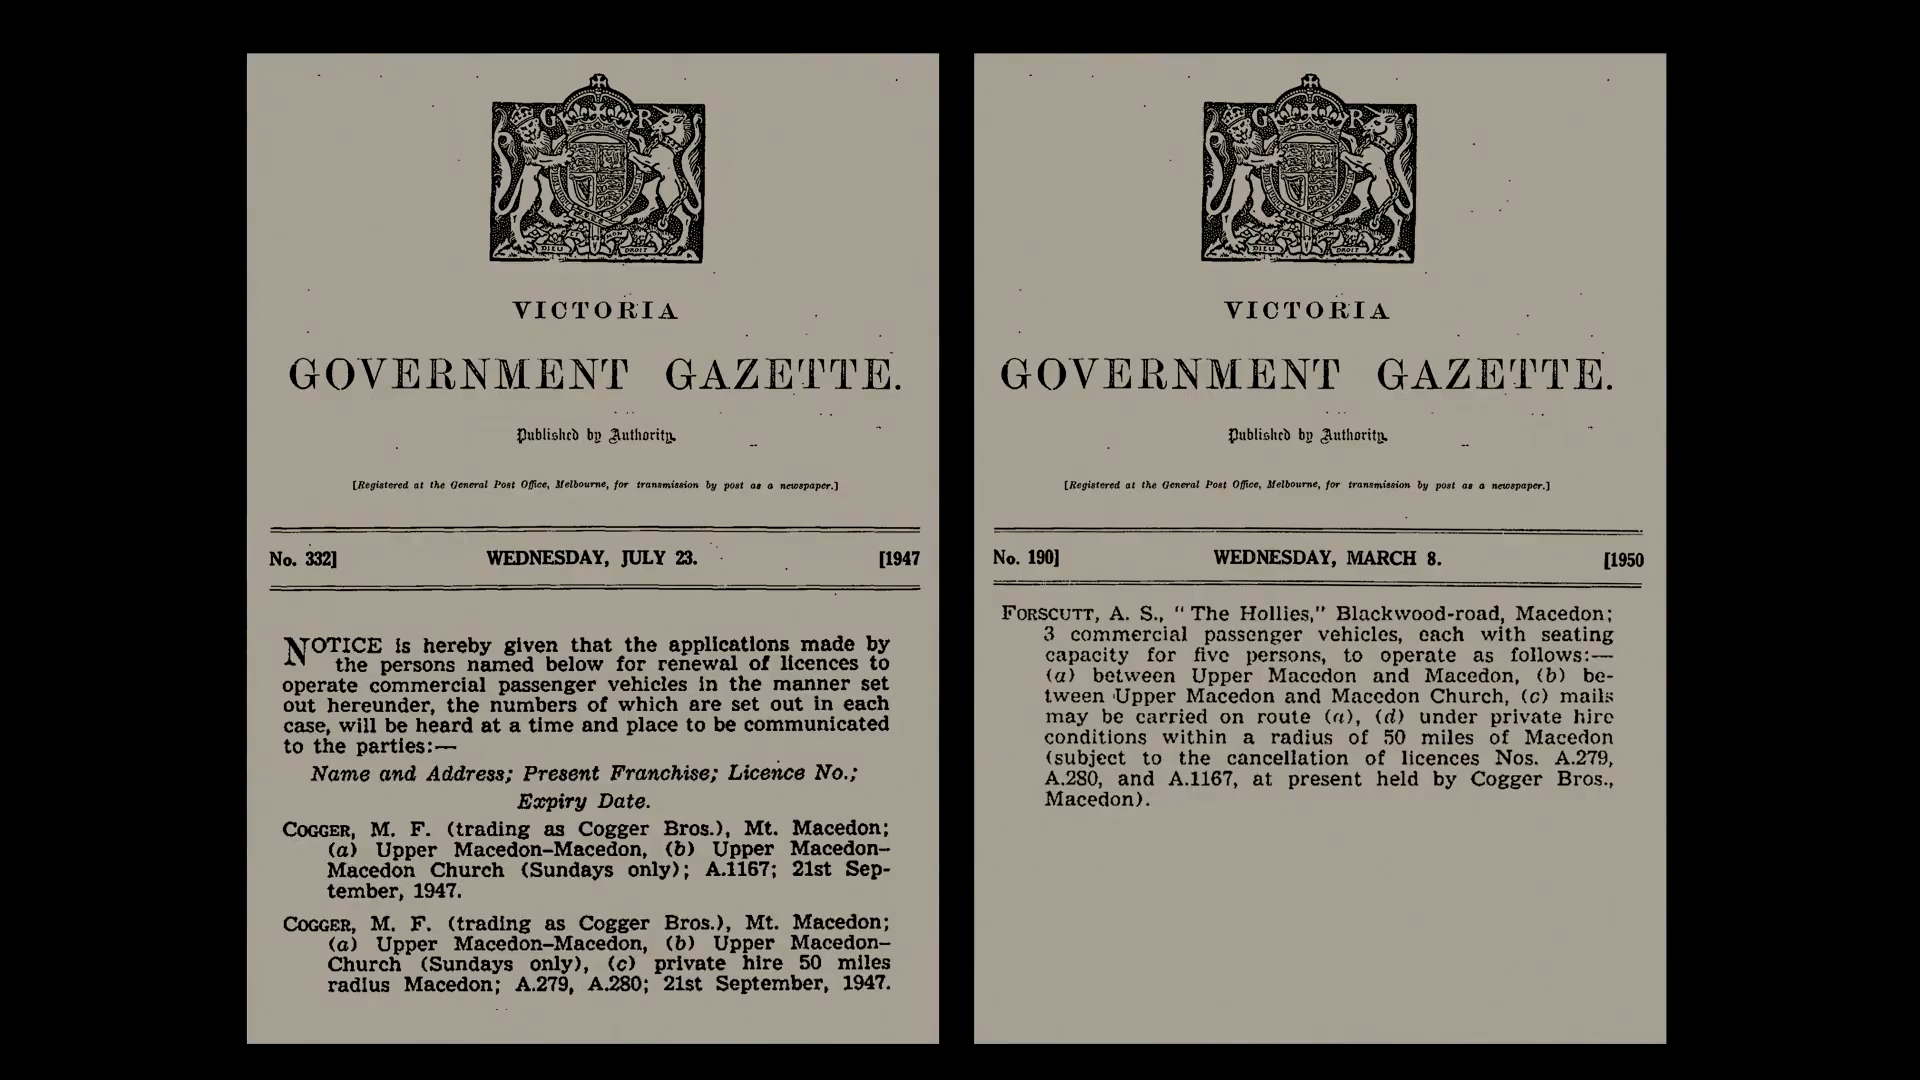 G R
DIEU ET MON DROIT
VICTORIA
GOVERNMENT GAZETTE.
Published by Authority.
[Registered at the General Post Office, Melbourne, for transmission by post as a newspaper.]
No. 332] WEDNESDAY, JULY 23. [1947
NOTICE is hereby given that the applications made by
the persons named below for renewal of licences to
operate commercial passenger vehicles in the manner set
out hereunder, the numbers of which are set out in each
case, will be heard at a time and place to be communicated
to the parties:—
Name and Address; Present Franchise; Licence No.;
Expiry Date.
COGGER, M. F. (trading as Cogger Bros.), Mt. Macedon;
(a) Upper Macedon–Macedon, (b) Upper Macedon–
Macedon Church (Sundays only); A.1167; 21st Sep-
tember, 1947.
COGGER, M. F. (trading as Cogger Bros.), Mt. Macedon;
(a) Upper Macedon–Macedon, (b) Upper Macedon–
Church (Sundays only), (c) private hire 50 miles
radius Macedon; A.279, A.280; 21st September, 1947.
G R
DIEU ET MON DROIT
VICTORIA
GOVERNMENT GAZETTE.
Published by Authority.
[Registered at the General Post Office, Melbourne, for transmission by post as a newspaper.]
No. 190] WEDNESDAY, MARCH 8. [1950
FORSCUTT, A. S., "The Hollies," Blackwood-road, Macedon;
3 commercial passenger vehicles, each with seating
capacity for five persons, to operate as follows:—
(a) between Upper Macedon and Macedon, (b) be-
tween Upper Macedon and Macedon Church, (c) mails
may be carried on route (a), (d) under private hire
conditions within a radius of 50 miles of Macedon
(subject to the cancellation of licences Nos. A.279,
A.280, and A.1167, at present held by Cogger Bros.,
Macedon).